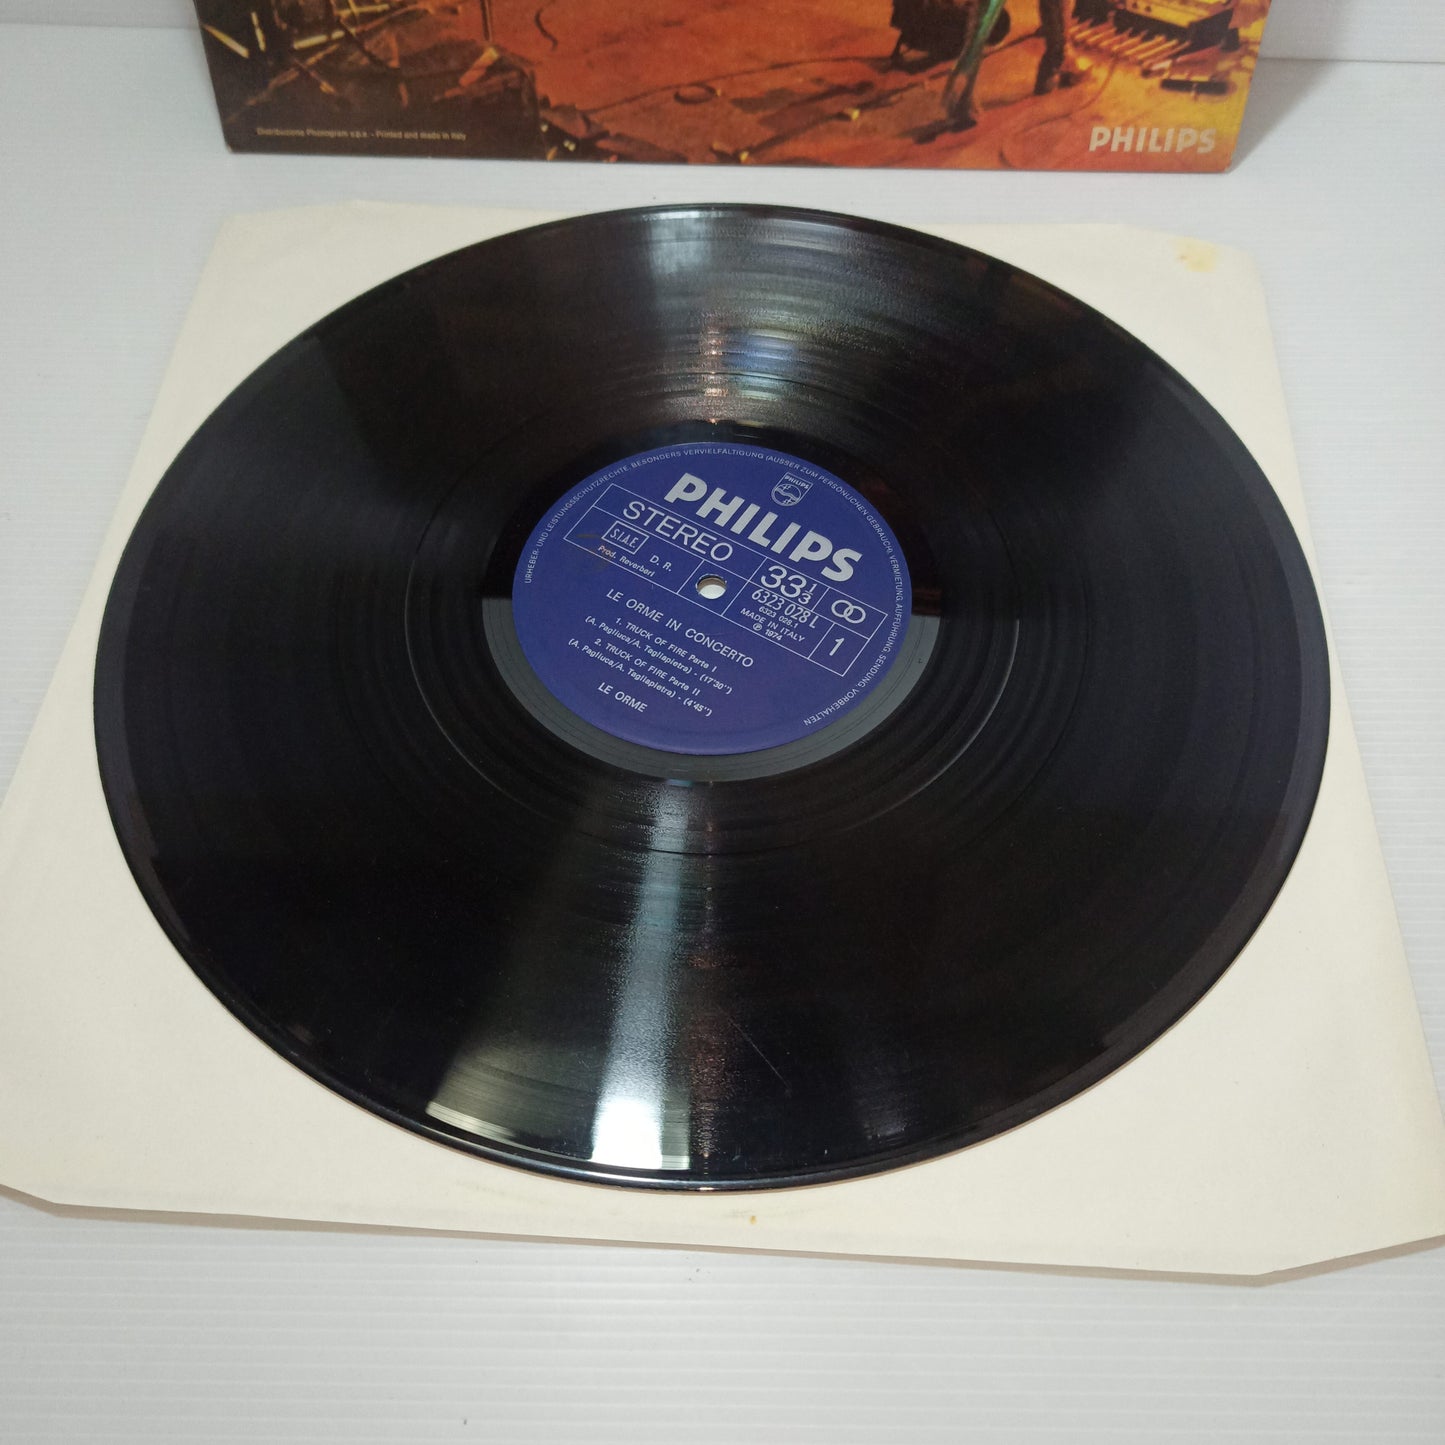 Distribuzione Phonogram s.p.a. - Printed and made in Italy
PHILIPS
URHEBER- UND LEISTUNGSSCHUTZRECHTE, BESONDERS VERVIELFÄLTIGUNG (AUSSER ZUM PERSÖNLICHEN GEBRAUCH), VERMIETUNG, AUFFÜHRUNG, SENDUNG, VORBEHALTEN
PHILIPS
PHILIPS
STEREO
S.I.A.E.
D. R.
Prod. Reverberi
33 1/3
6323 028 L
6323 028.1
MADE IN ITALY
℗ 1974
1
LE ORME IN CONCERTO
1. TRUCK OF FIRE Parte I
(A. Pagliuca/A. Tagliapietra) - (17'30'')
2. TRUCK OF FIRE Parte II
(A. Pagliuca/A. Tagliapietra) - (4'45'')
LE ORME